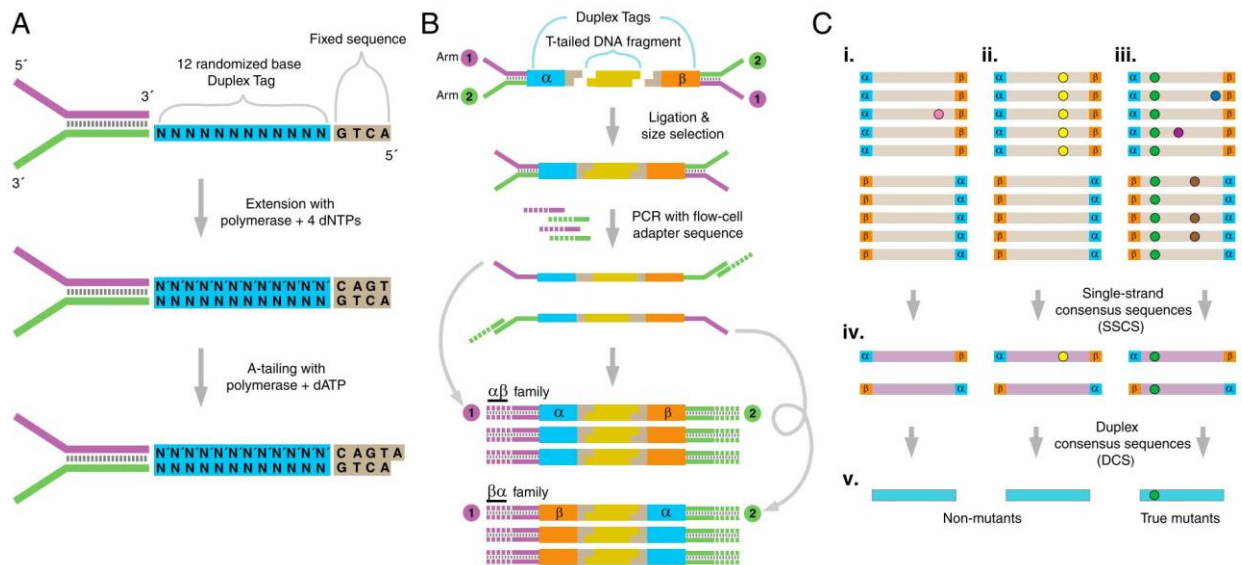 A
5´
3´
3´
12 randomized base
Duplex Tag
Fixed sequence
N N N N N N N N N N N N G T C A
5´
Extension with
polymerase + 4 dNTPs
N´N´N´N´N´N´N´N´N´N´N´N´ C A G T
N N N N N N N N N N N N G T C A
A-tailing with
polymerase + dATP
N´N´N´N´N´N´N´N´N´N´N´N´ C A G T A
N N N N N N N N N N N N G T C A
B
Duplex Tags
T-tailed DNA fragment
Arm 1
α
β
2
Arm 2
1
Ligation &
size selection
PCR with flow-cell
adapter sequence
αβ family
1 α β 2
βα family
1 β α 2
C
i. ii. iii.
α β α β α β
α β α β α β
α β α β α β
α β α β α β
α β α β α β
β α β α β α
β α β α β α
β α β α β α
β α β α β α
β α β α β α
Single-strand
consensus sequences
(SSCS)
iv.
α β α β α β
β α β α β α
Duplex
consensus sequences
(DCS)
v.
Non-mutants True mutants